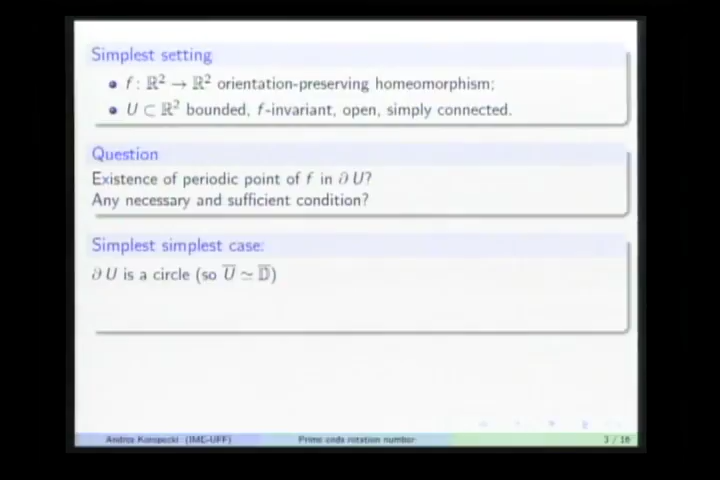 Simplest setting
f : ℝ² → ℝ² orientation-preserving homeomorphism;
U ⊂ ℝ² bounded, f-invariant, open, simply connected.
Question
Existence of periodic point of f in ∂U?
Any necessary and sufficient condition?
Simplest simplest case:
∂U is a circle (so U̅ ≃ 𝔻̅)
Andres Koropecki (IME-UFF) Prime ends rotation number 3 / 16